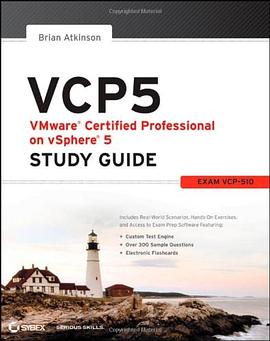 Brian Atkinson
VCP5
VMware® Certified Professional
on vSphere® 5
STUDY GUIDE
EXAM VCP-510
Includes Real-World Scenarios, Hands-On Exercises,
and Access to Exam Prep Software Featuring:
• Custom Test Engine
• Over 300 Sample Questions
• Electronic Flashcards
SYBEX
SERIOUS SKILLS.